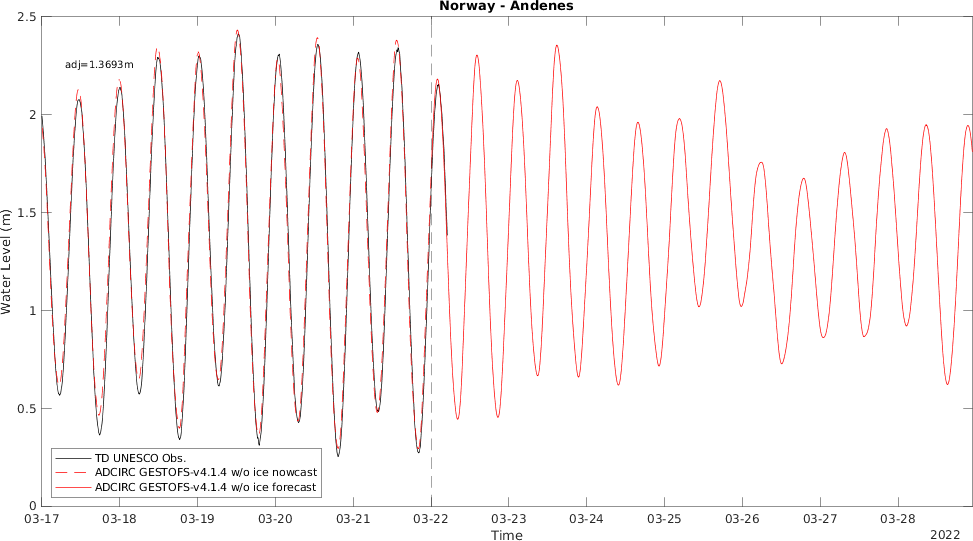 Norway - Andenes
2.5
adj=1.3693m
2
1.5
Water Level (m)
1
0.5
TD UNESCO Obs.
ADCIRC GESTOFS-v4.1.4 w/o ice nowcast
ADCIRC GESTOFS-v4.1.4 w/o ice forecast
0
03-17 03-18 03-19 03-20 03-21 03-22 03-23 03-24 03-25 03-26 03-27 03-28
Time
2022